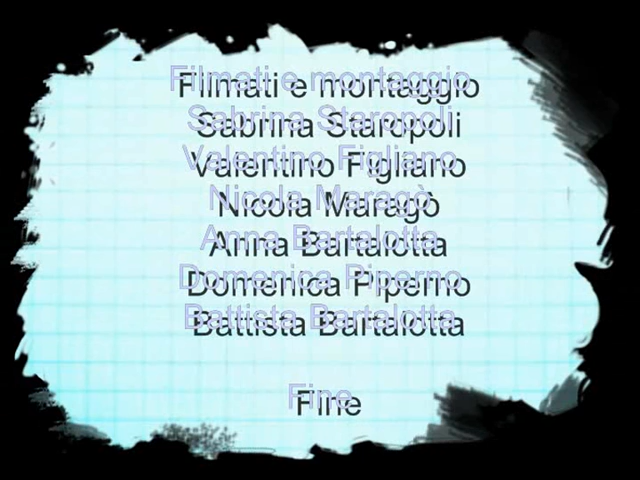 Filmati e montaggio
Sabrina Staropoli
Valentino Figliano
Nicola Maragò
Anna Bartalotta
Domenica Piperno
Battista Bartalotta
Fine